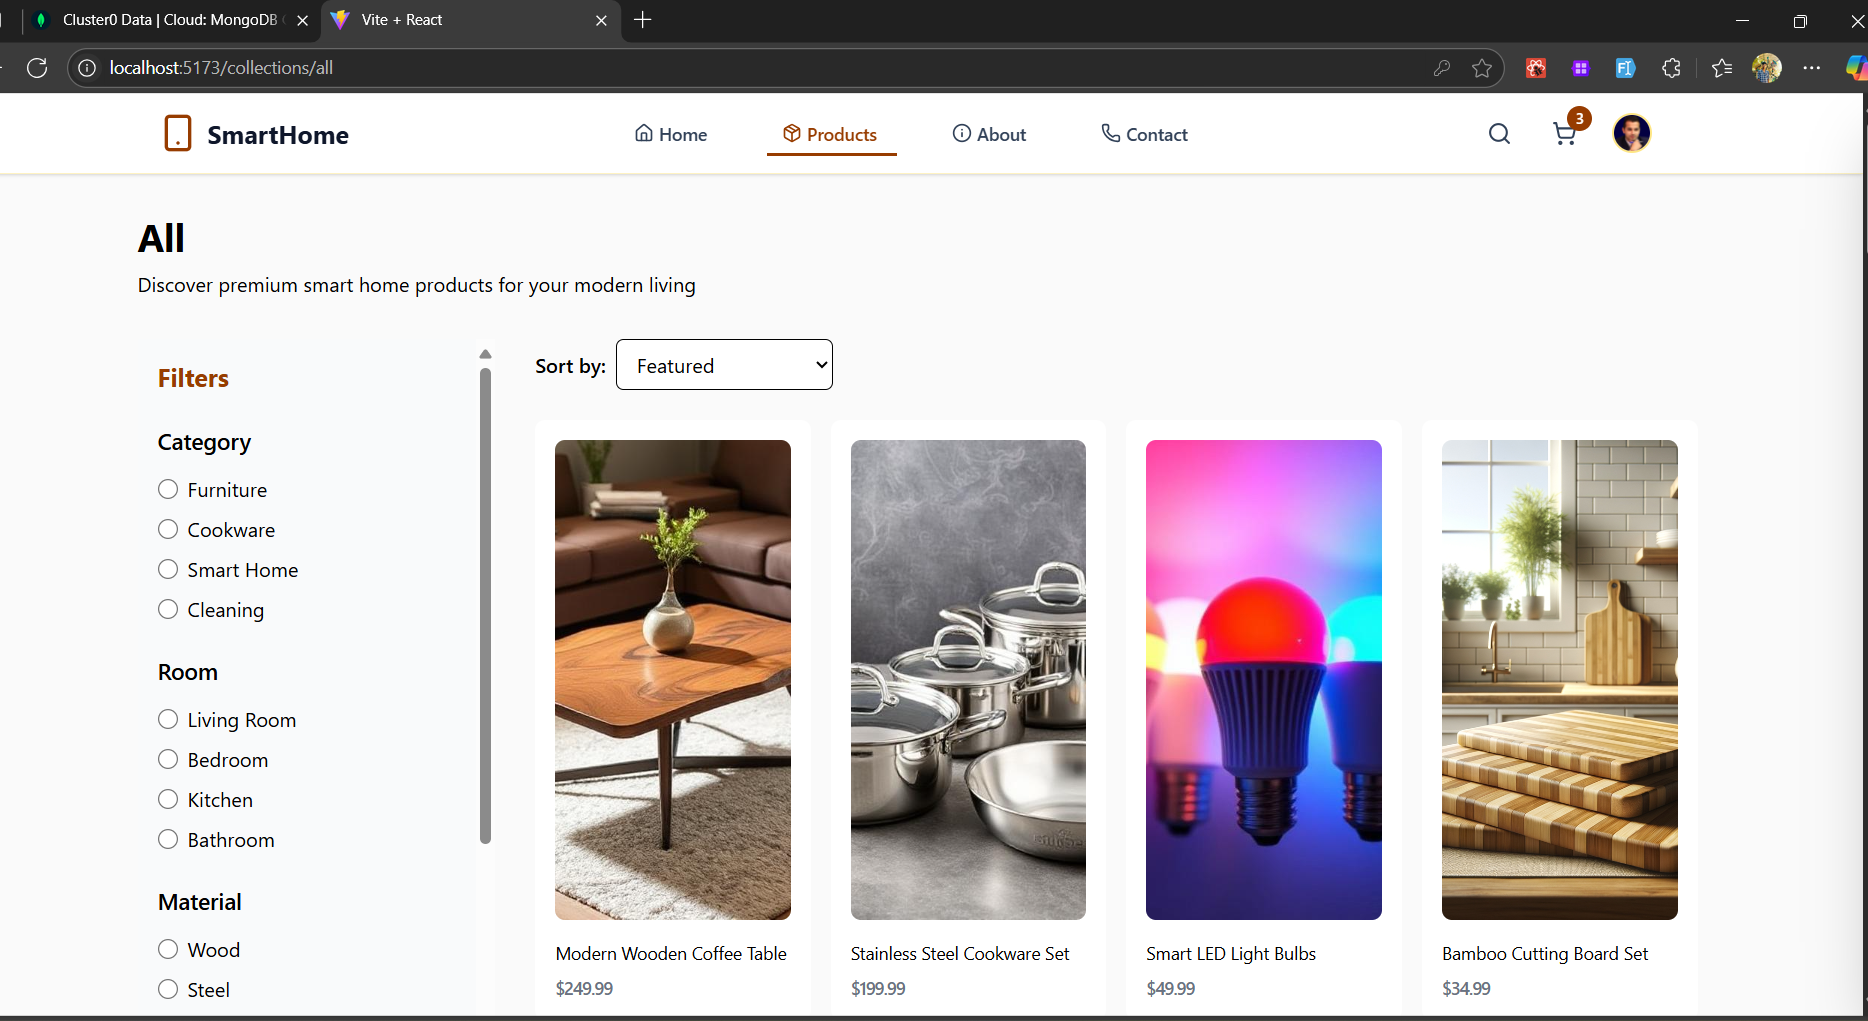 Cluster0 Data | Cloud: MongoDB
Vite + React
localhost:5173/collections/all
SmartHome
Home
Products
About
Contact
3
All
Discover premium smart home products for your modern living
Filters
Category
Furniture
Cookware
Smart Home
Cleaning
Room
Living Room
Bedroom
Kitchen
Bathroom
Material
Wood
Steel
Sort by:
Featured
Modern Wooden Coffee Table
$249.99
Stainless Steel Cookware Set
$199.99
Smart LED Light Bulbs
$49.99
Bamboo Cutting Board Set
$34.99